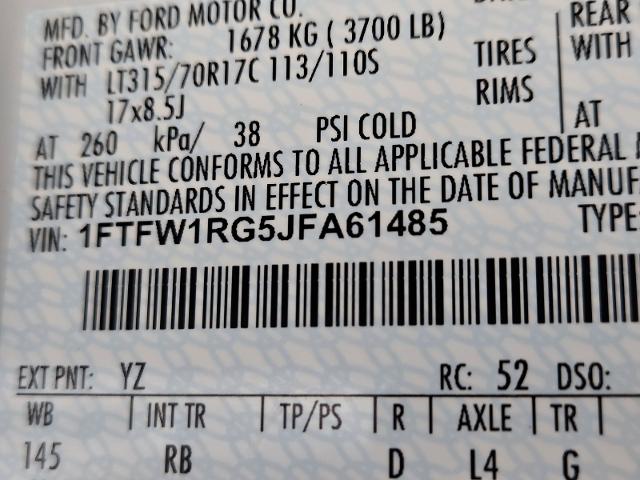 MFD. BY FORD MOTOR CO.
FRONT GAWR: 1678 KG ( 3700 LB)
WITH LT315/70R17C 113/110S TIRES
17x8.5J RIMS
AT 260 kPa/ 38 PSI COLD
REAR
WITH
AT
THIS VEHICLE CONFORMS TO ALL APPLICABLE FEDERAL
SAFETY STANDARDS IN EFFECT ON THE DATE OF MANUF
VIN: 1FTFW1RG5JFA61485 TYPE:
EXT PNT: YZ RC: 52 DSO:
WB INT TR TP/PS R AXLE TR
145 RB D L4 G